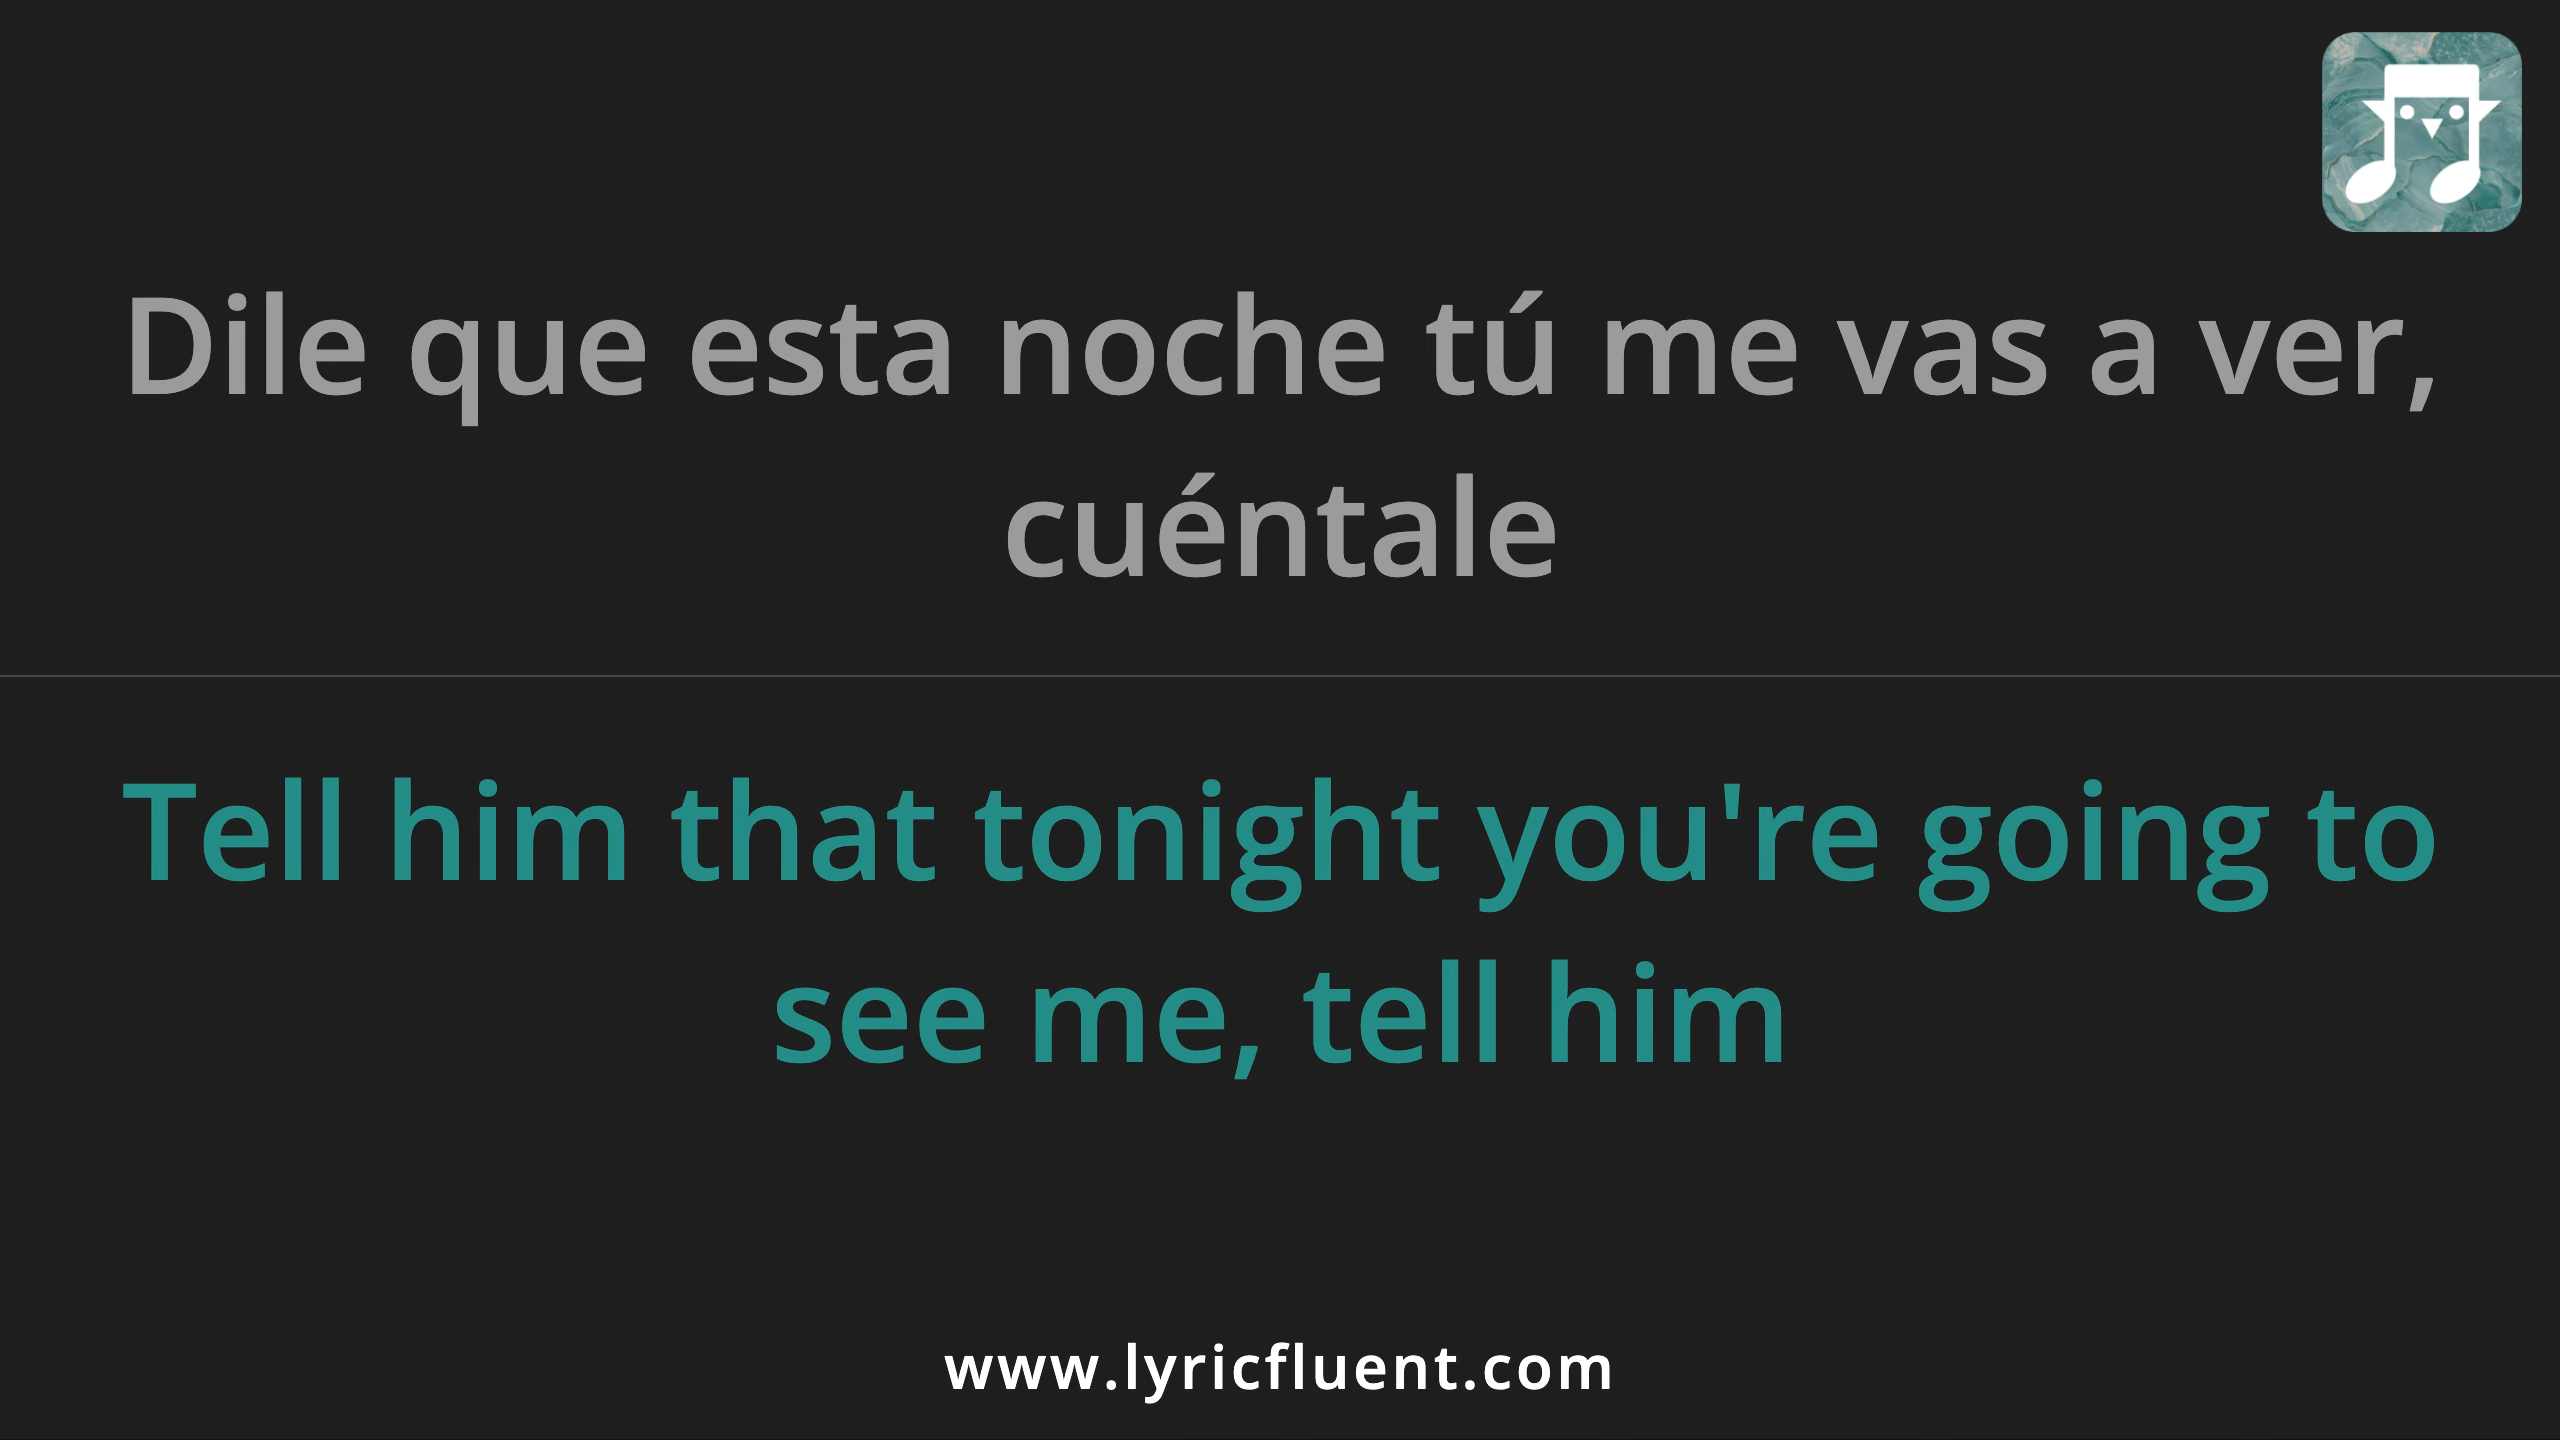 Dile que esta noche tú me vas a ver,
cuéntale
Tell him that tonight you're going to
see me, tell him
www.lyricfluent.com